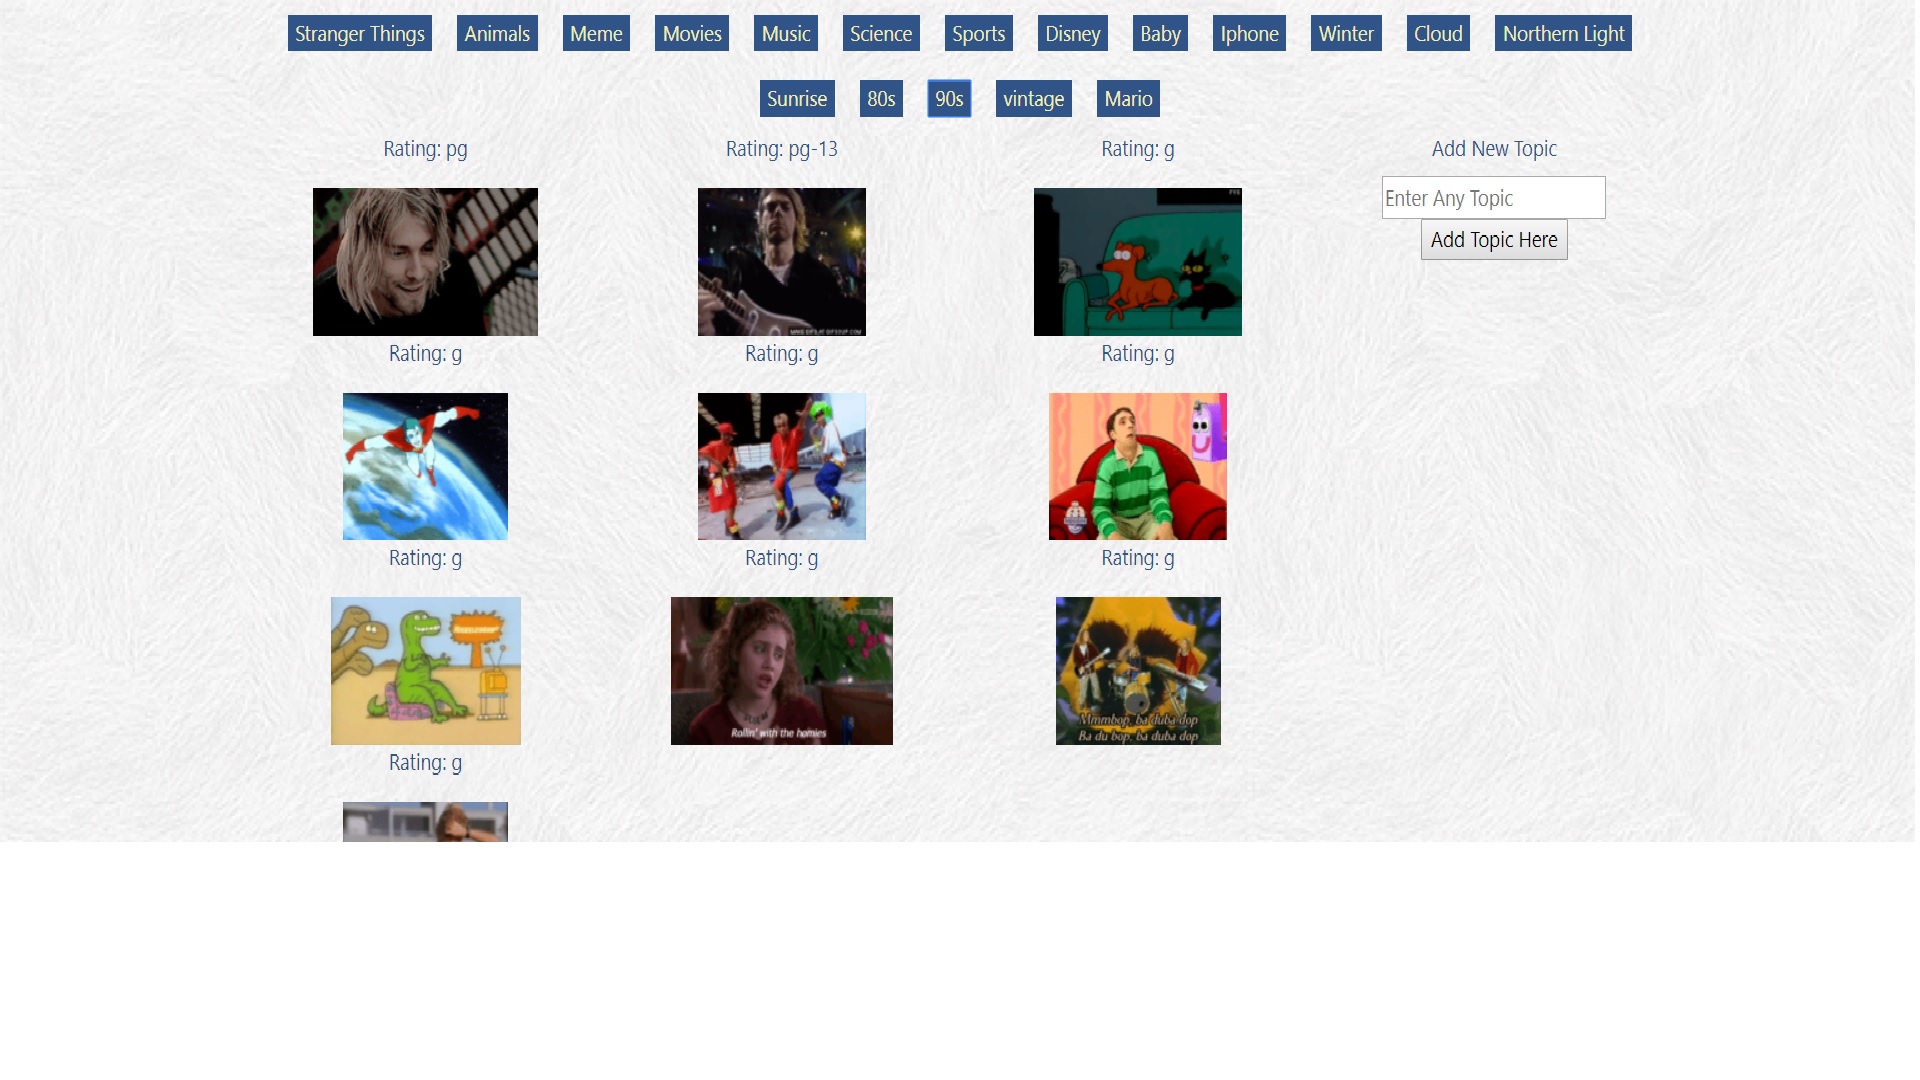 Stranger Things Animals Meme Movies Music Science Sports Disney Baby Iphone Winter Cloud Northern Light
Sunrise 80s 90s vintage Mario
Rating: pg Rating: pg-13 Rating: g Add New Topic
Enter Any Topic
Add Topic Here
Rating: g Rating: g Rating: g
Rating: g Rating: g Rating: g
Rollin' with the homies
Mmmbop, ba duba dop
Ba du bop, ba duba dop
Rating: g